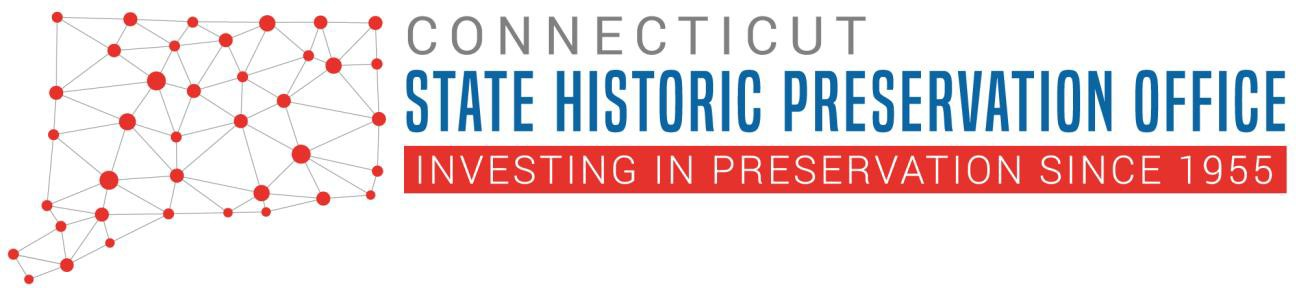 CONNECTICUT
STATE HISTORIC PRESERVATION OFFICE
INVESTING IN PRESERVATION SINCE 1955